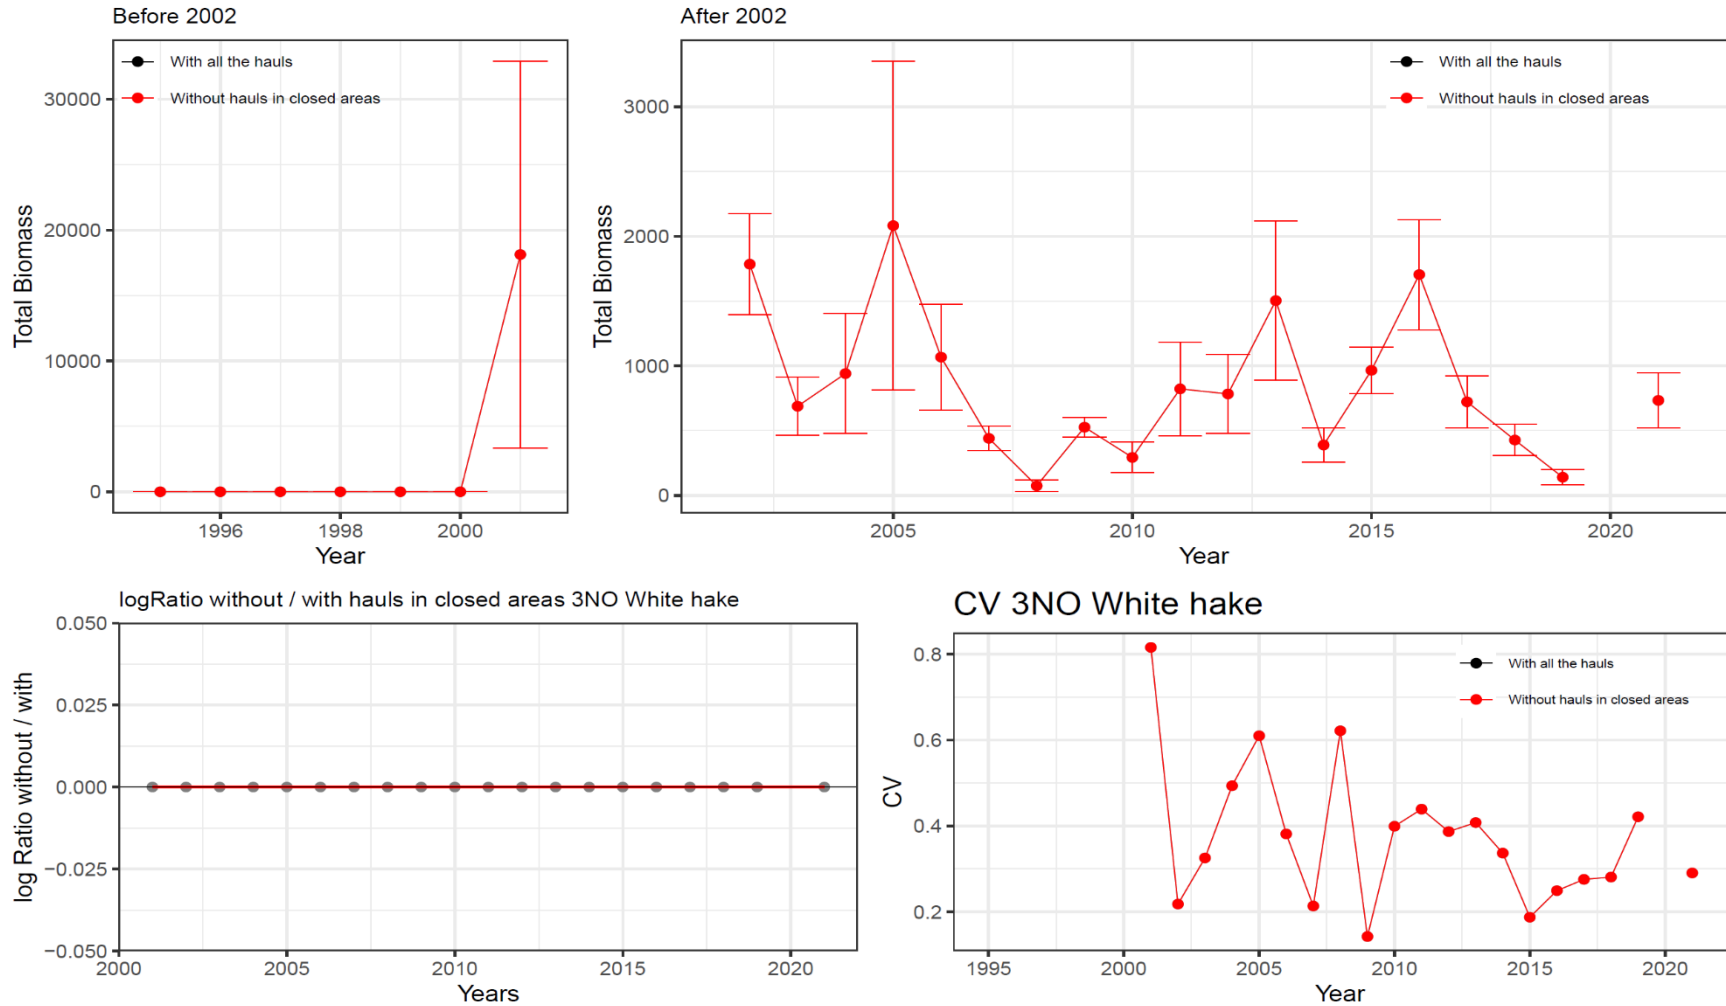 Before 2002
With all the hauls
Without hauls in closed areas
Total Biomass
30000
20000
10000
0
1996
1998
2000
Year
After 2002
With all the hauls
Without hauls in closed areas
Total Biomass
3000
2000
1000
0
2005
2010
2015
2020
Year
logRatio without / with hauls in closed areas 3NO White hake
log Ratio without / with
0.050
0.025
0.000
−0.025
−0.050
2000
2005
2010
2015
2020
Years
CV 3NO White hake
With all the hauls
Without hauls in closed areas
CV
0.8
0.6
0.4
0.2
1995
2000
2005
2010
2015
2020
Year